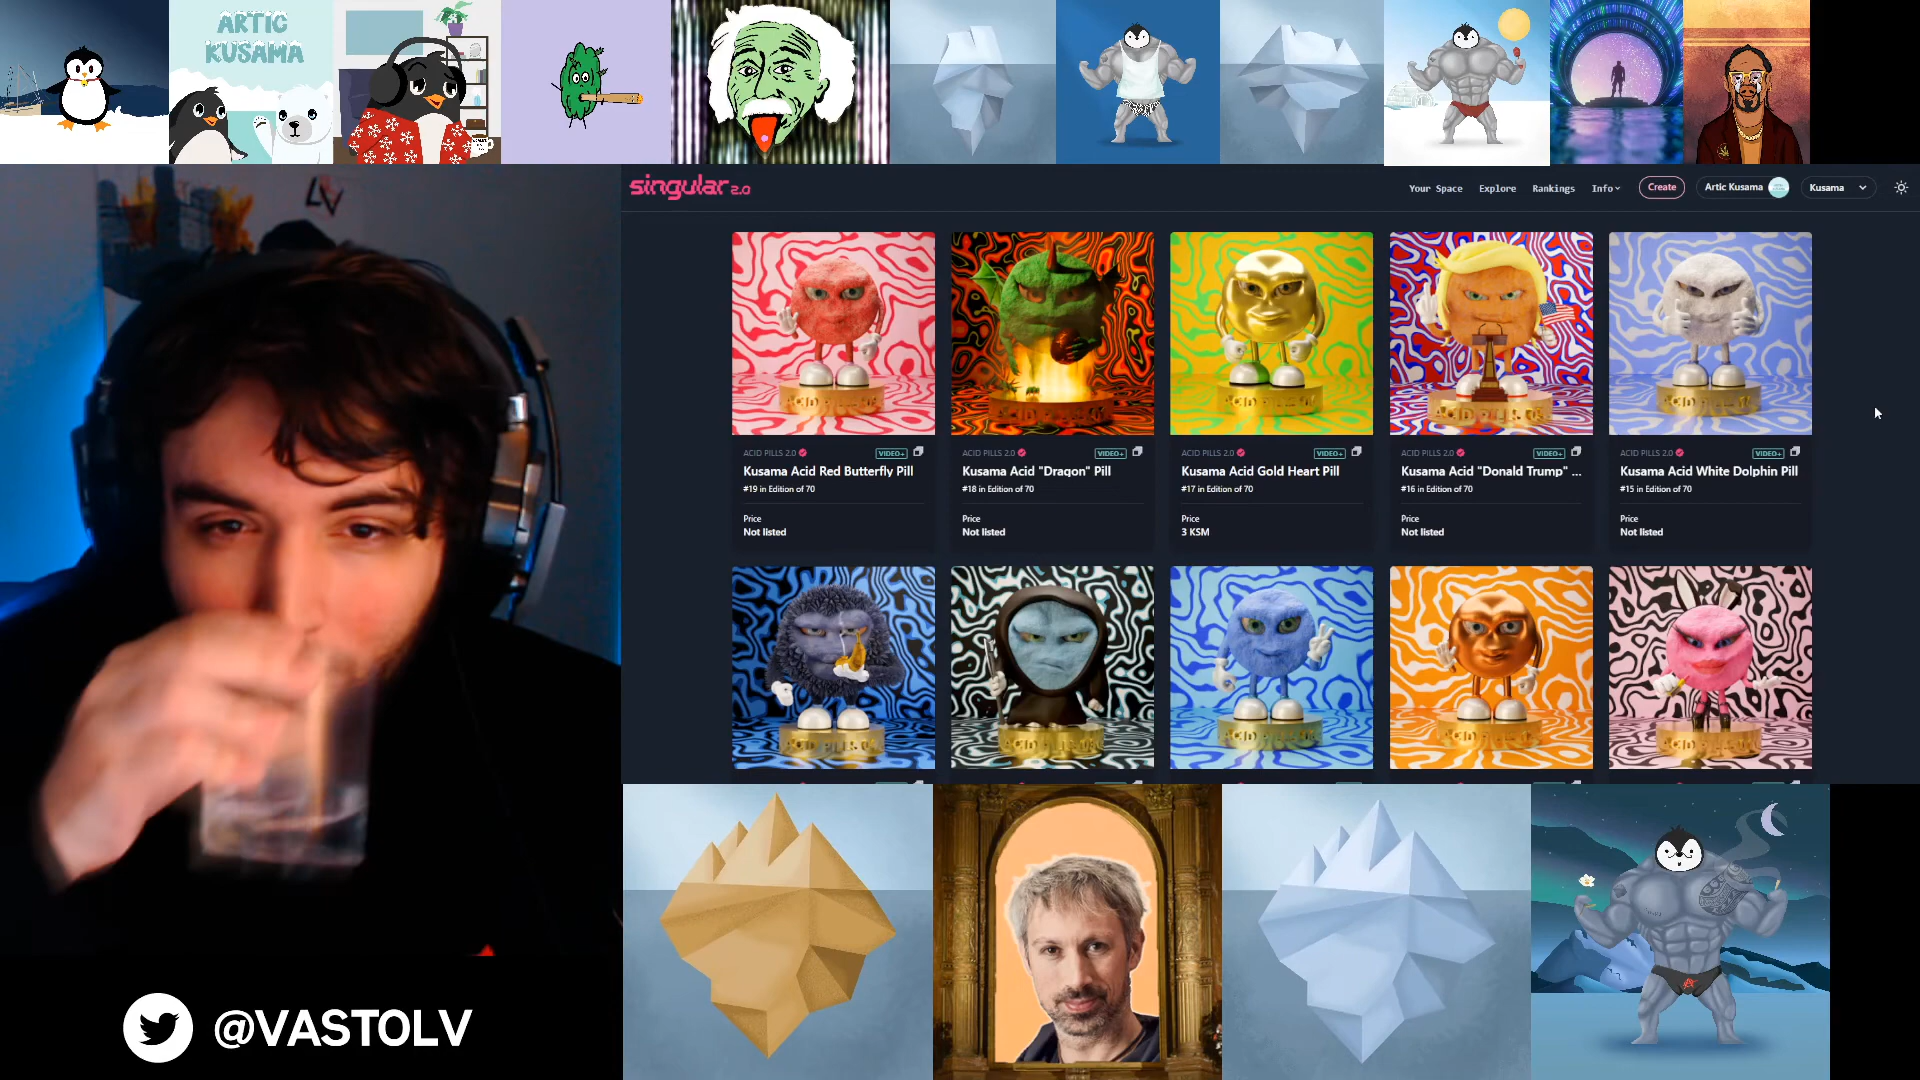 ARTIC
KUSAMA
singular 2.0
Your Space
Explore
Rankings
Info
Create
Artic Kusama
Kusama
ACID PILLS 2.0
VIDEO+
Kusama Acid Red Butterfly Pill
#19 in Edition of 70
Price
Not listed
ACID PILLS 2.0
VIDEO+
Kusama Acid "Dragon" Pill
#18 in Edition of 70
Price
Not listed
ACID PILLS 2.0
VIDEO+
Kusama Acid Gold Heart Pill
#17 in Edition of 70
Price
3 KSM
ACID PILLS 2.0
VIDEO+
Kusama Acid "Donald Trump" ...
#16 in Edition of 70
Price
Not listed
ACID PILLS 2.0
VIDEO+
Kusama Acid White Dolphin Pill
#15 in Edition of 70
Price
Not listed
LV
@VASTOLV